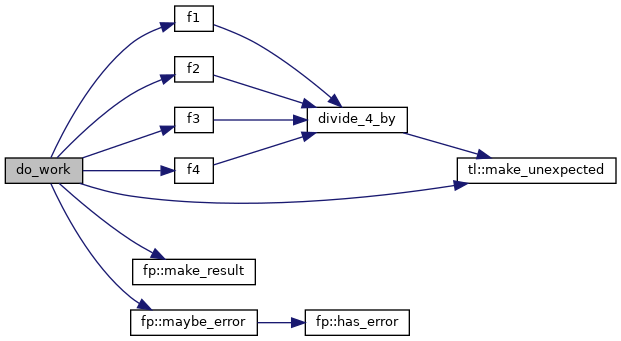 f1
f2
f3
divide_4_by
do_work
f4
tl::make_unexpected
fp::make_result
fp::maybe_error
fp::has_error